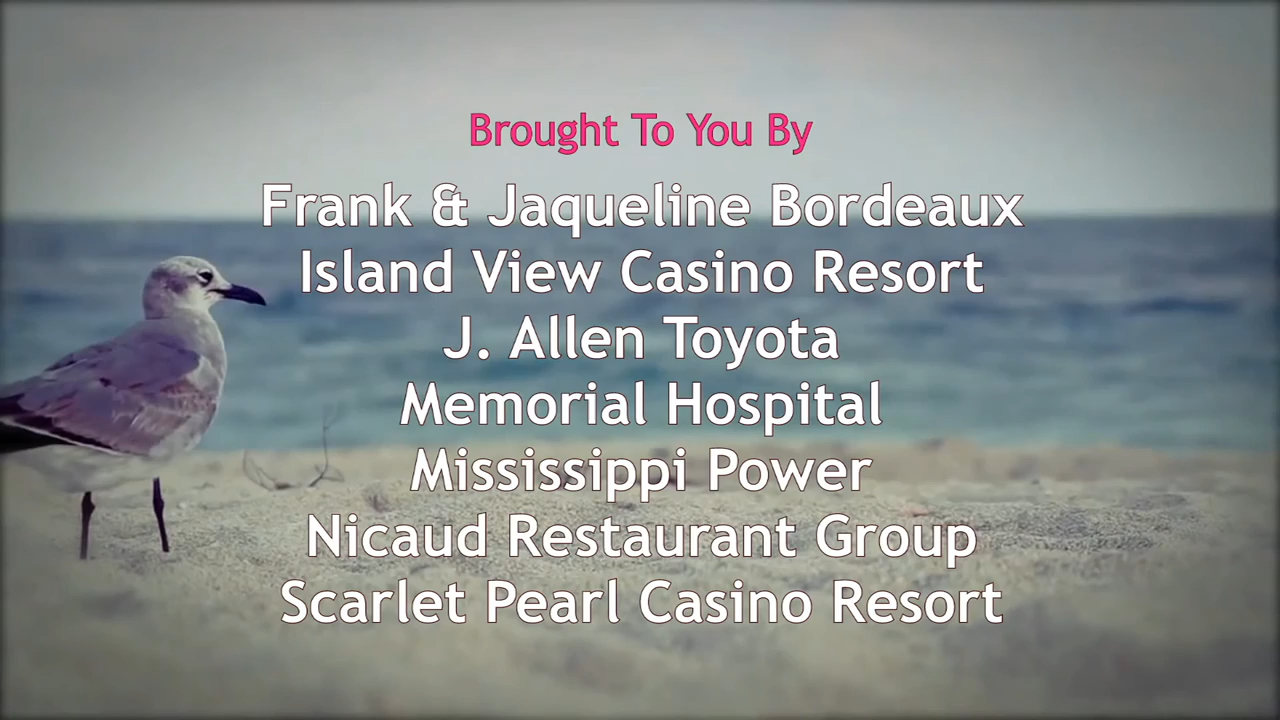 Brought To You By
Frank & Jaqueline Bordeaux
Island View Casino Resort
J. Allen Toyota
Memorial Hospital
Mississippi Power
Nicaud Restaurant Group
Scarlet Pearl Casino Resort